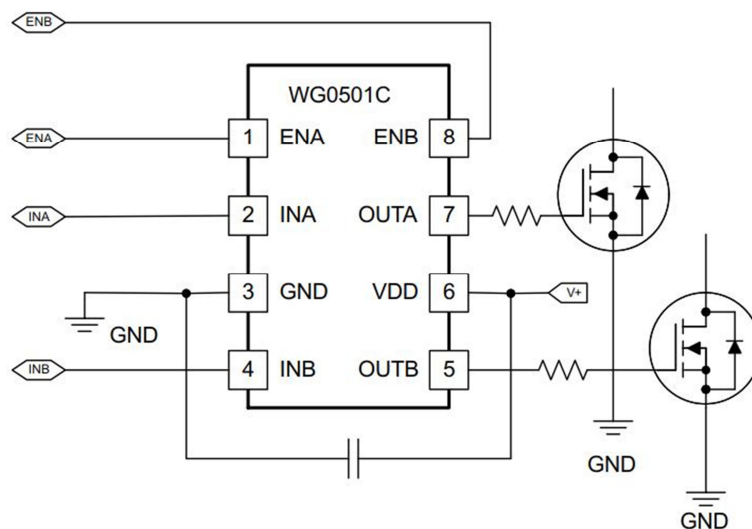 ENB
WG0501C
ENA 1 ENA ENB 8
INA 2 INA OUTA 7
3 GND VDD 6 V+
GND
INB 4 INB OUTB 5
GND
GND